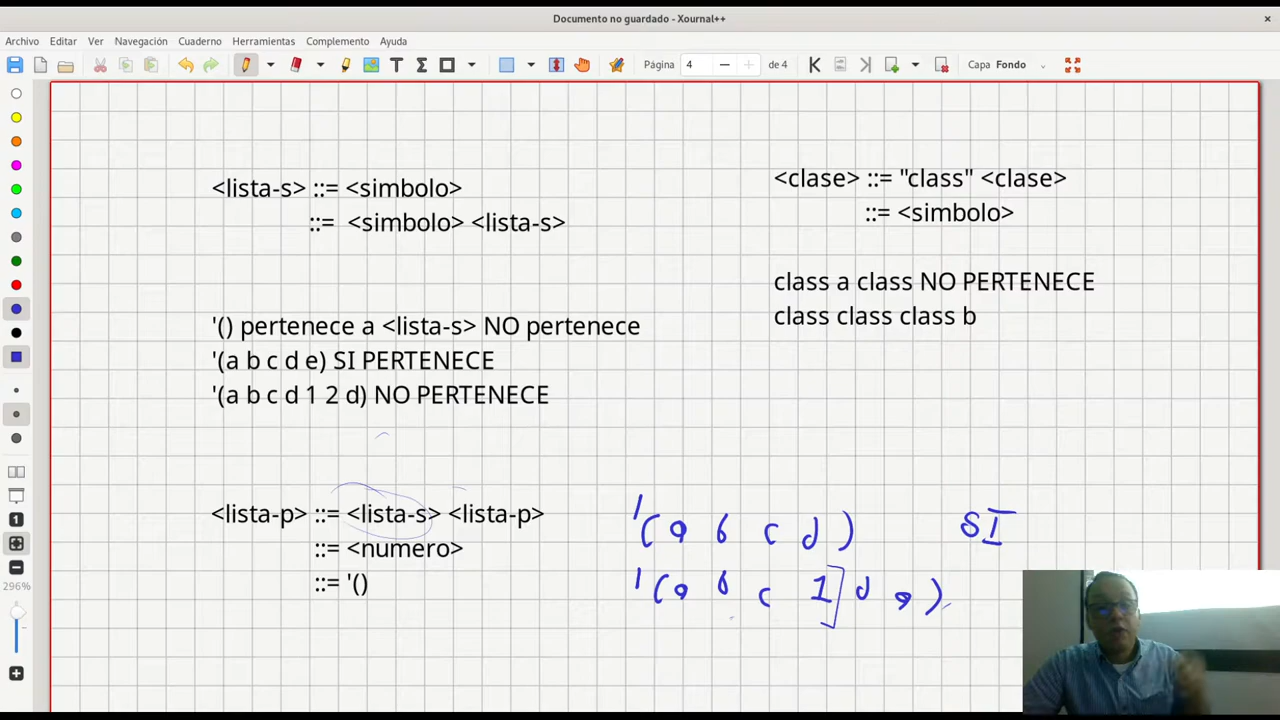 Documento no guardado - Xournal++
Archivo Editar Ver Navegación Cuaderno Herramientas Complemento Ayuda
Página 4 de 4 Capa Fondo
<lista-s> ::= <simbolo>
::= <simbolo> <lista-s>
<clase> ::= "class" <clase>
::= <simbolo>
class a class NO PERTENECE
class class class b
'() pertenece a <lista-s> NO pertenece
'(a b c d e) SI PERTENECE
'(a b c d 1 2 d) NO PERTENECE
<lista-p> ::= <lista-s> <lista-p>
::= <numero>
::= '()
'(a b c d) SI
'(a b c 1] d a)
296%